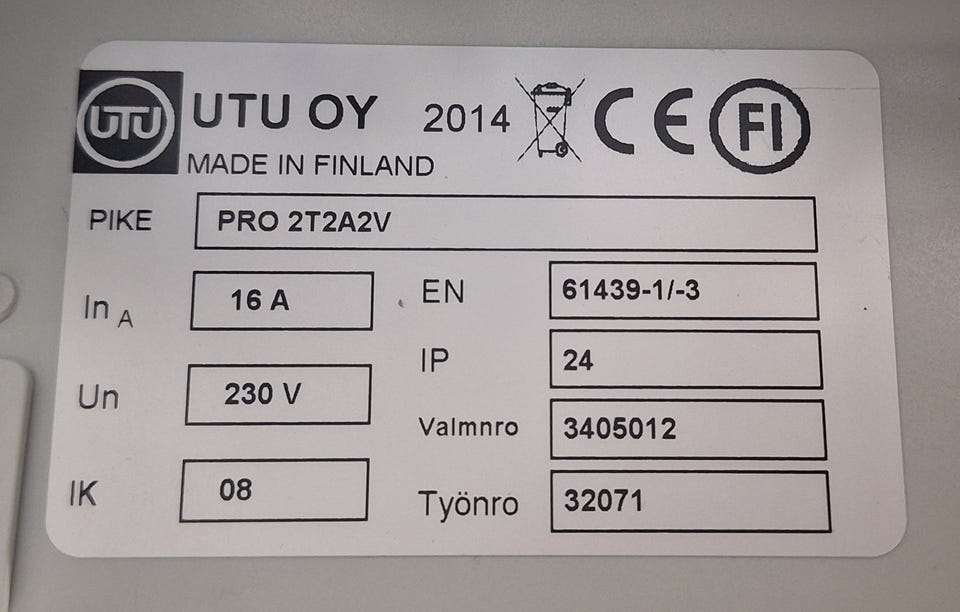 UTU UTU OY 2014 CE FI
MADE IN FINLAND
PIKE PRO 2T2A2V
In A 16 A EN 61439-1/-3
Un 230 V IP 24
Valmnro 3405012
IK 08 Työnro 32071